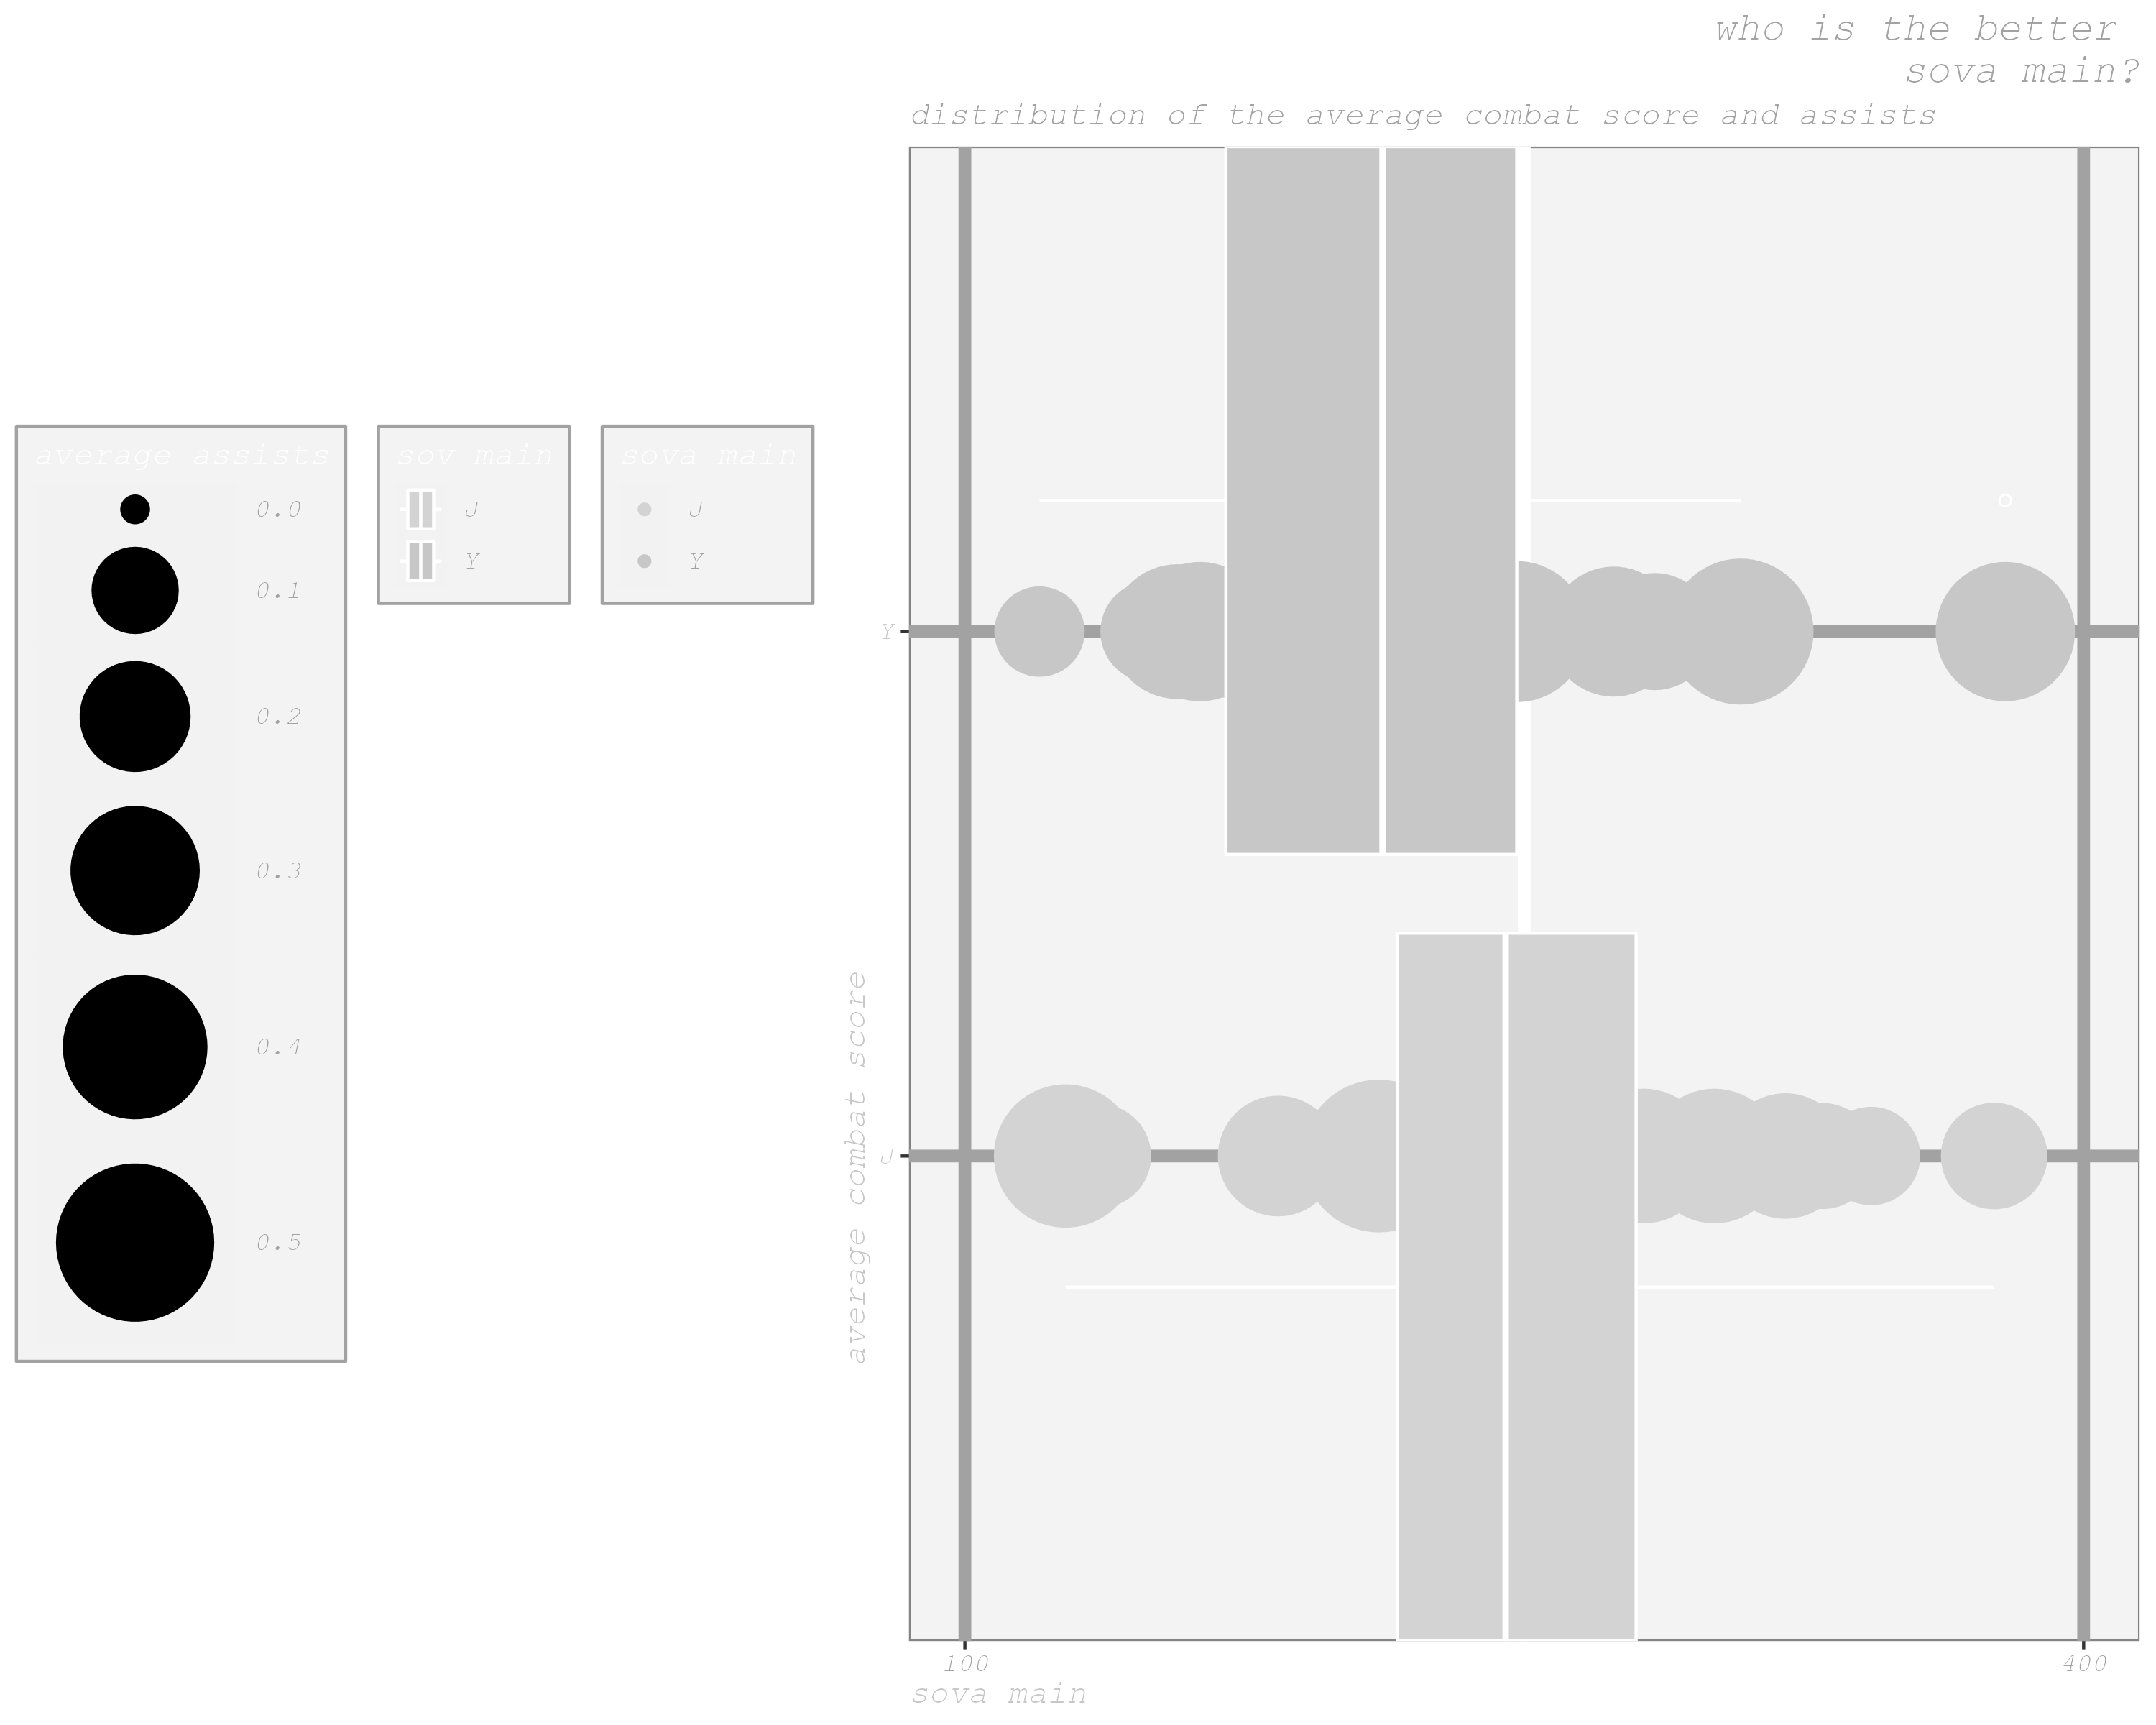 who is the better
sova main?
distribution of the average combat score and assists
average assists
0.0
0.1
0.2
0.3
0.4
0.5
sov main
J
Y
sova main
J
Y
average combat score
Y
J
100
400
sova main